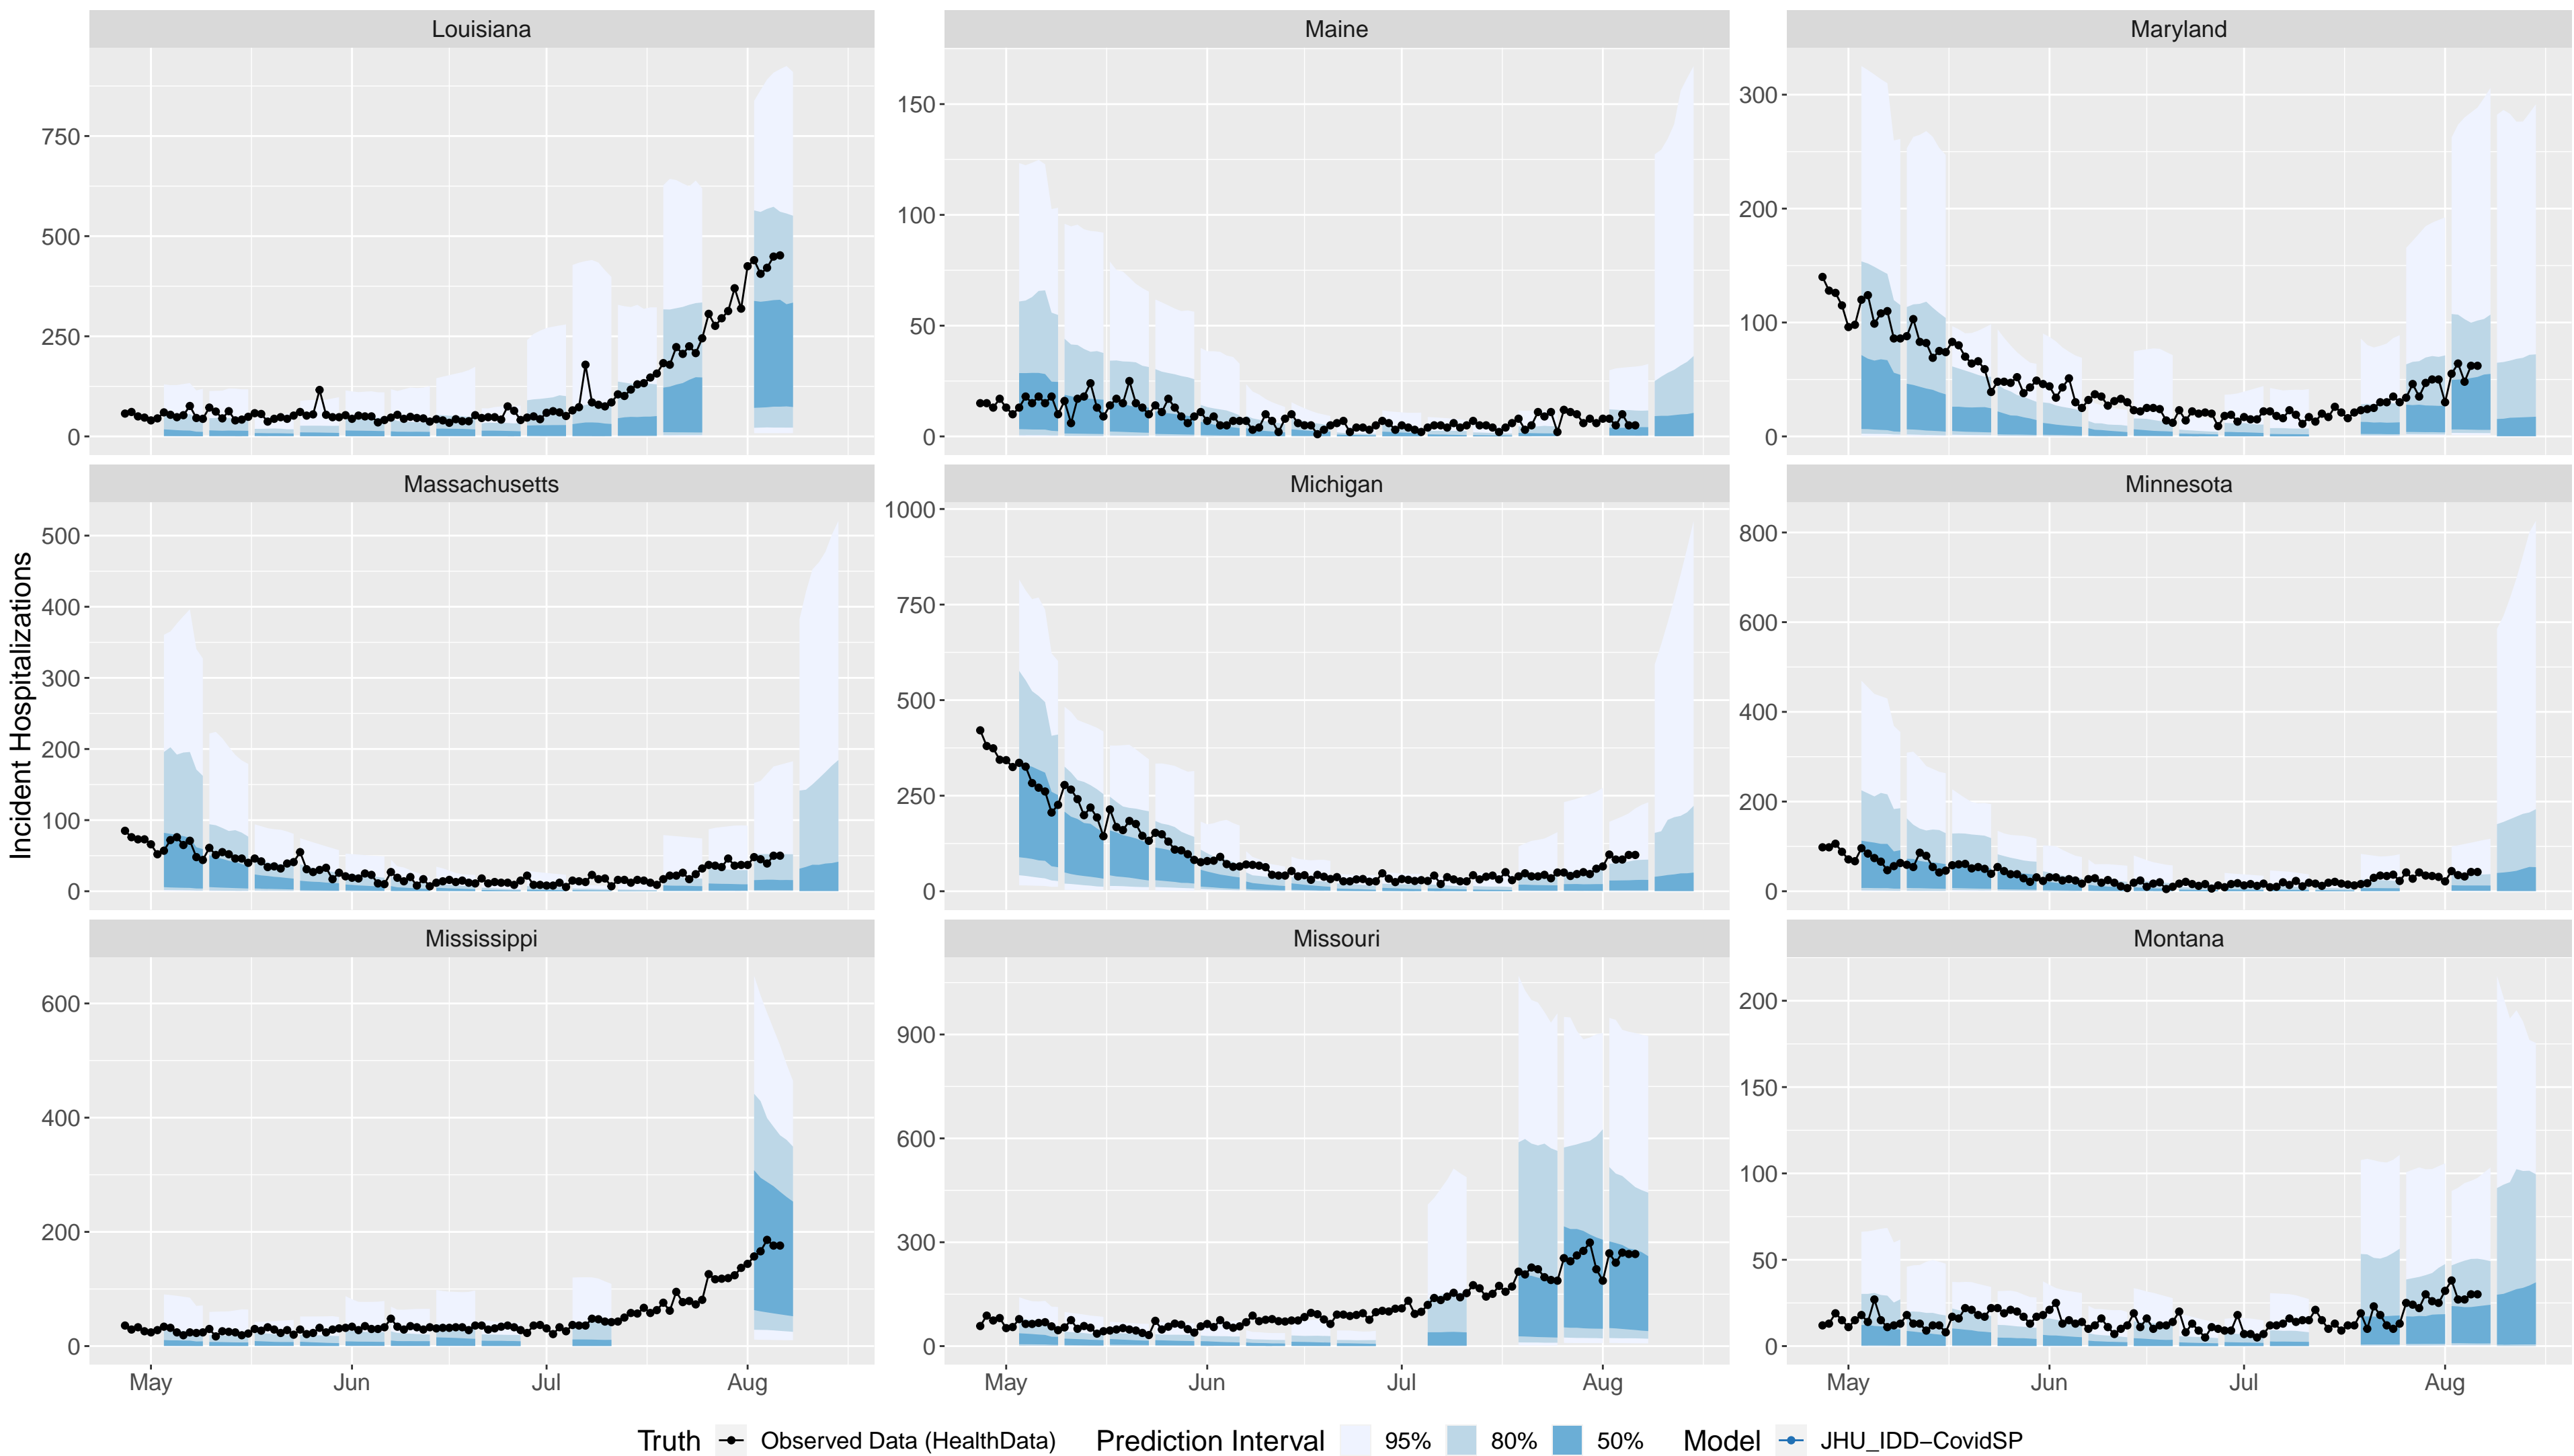 Louisiana
Maine
Maryland
750
500
250
0
150
100
50
0
300
200
100
0
Massachusetts
Michigan
Minnesota
Incident Hospitalizations
500
400
300
200
100
0
1000
750
500
250
0
800
600
400
200
0
Mississippi
Missouri
Montana
600
400
200
0
900
600
300
0
200
150
100
50
0
May Jun Jul Aug
May Jun Jul Aug
May Jun Jul Aug
Truth Observed Data (HealthData) Prediction Interval 95% 80% 50% Model JHU_IDD−CovidSP